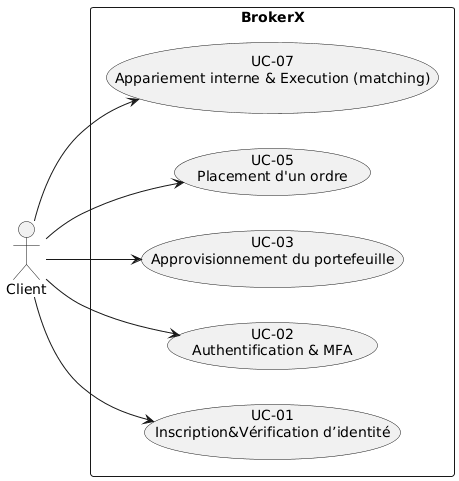 BrokerX
UC-07
Appariement interne & Execution (matching)
UC-05
Placement d'un ordre
UC-03
Approvisionnement du portefeuille
Client
UC-02
Authentification & MFA
UC-01
Inscription&Vérification d’identité